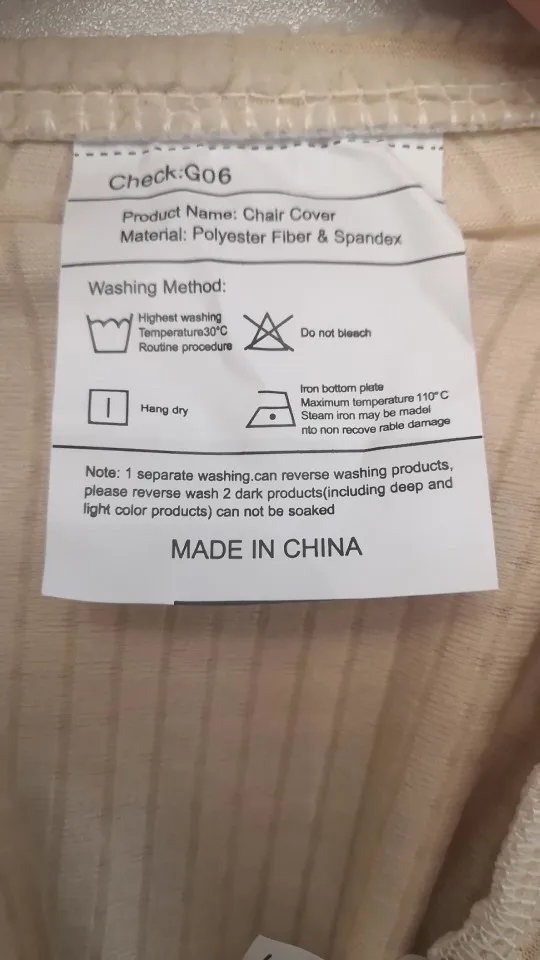 Check:G06
Product Name: Chair Cover
Material: Polyester Fiber & Spandex
Washing Method:
Highest washing
Temperature30°C
Routine procedure
Do not bleach
Hang dry
Iron bottom plate
Maximum temperature 110°C
Steam iron may be madel
nto non recove rable damage
Note: 1 separate washing.can reverse washing products,
please reverse wash 2 dark products(including deep and
light color products) can not be soaked
MADE IN CHINA